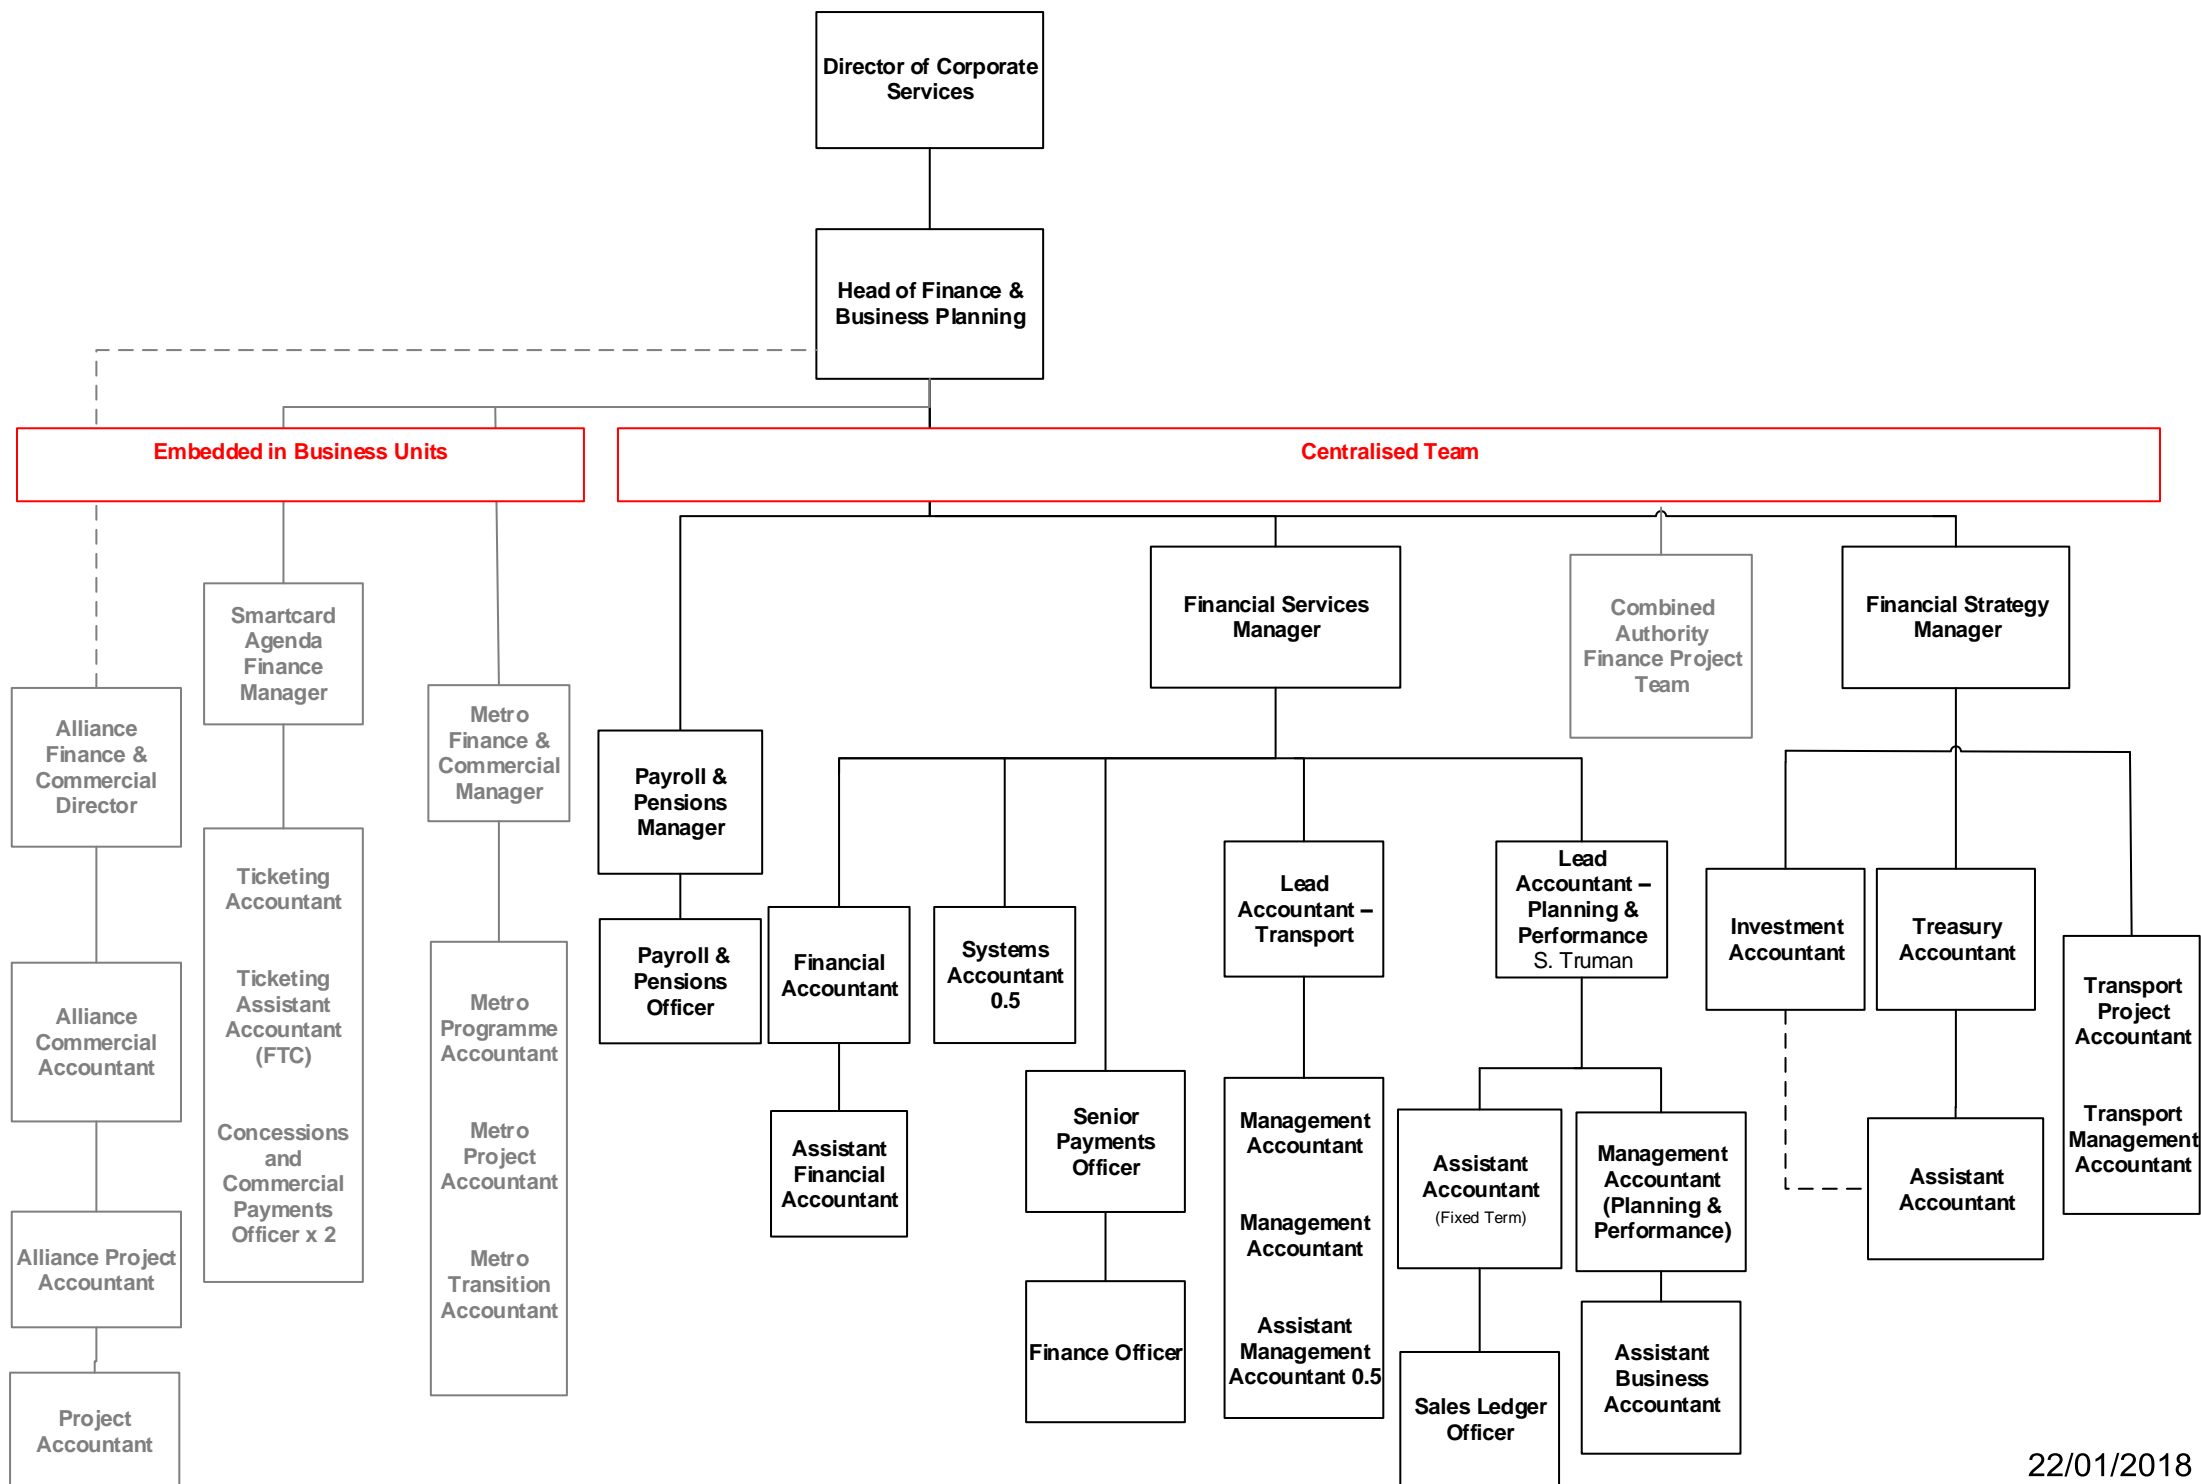 Director of Corporate
Services
Head of Finance &
Business Planning
Embedded in Business Units
Centralised Team
Alliance
Finance &
Commercial
Director
Alliance
Commercial
Accountant
Alliance Project
Accountant
Project
Accountant
Smartcard
Agenda
Finance
Manager
Ticketing
Accountant
Ticketing
Assistant
Accountant
(FTC)
Concessions
and
Commercial
Payments
Officer x 2
Metro
Finance &
Commercial
Manager
Metro
Programme
Accountant
Metro
Project
Accountant
Metro
Transition
Accountant
Payroll &
Pensions
Manager
Payroll &
Pensions
Officer
Financial Services
Manager
Financial
Accountant
Assistant
Financial
Accountant
Systems
Accountant
0.5
Senior
Payments
Officer
Finance Officer
Lead
Accountant –
Transport
Management
Accountant
Management
Accountant
Assistant
Management
Accountant 0.5
Lead
Accountant –
Planning &
Performance
S. Truman
Assistant
Accountant
(Fixed Term)
Sales Ledger
Officer
Management
Accountant
(Planning &
Performance)
Assistant
Business
Accountant
Combined
Authority
Finance Project
Team
Financial Strategy
Manager
Investment
Accountant
Treasury
Accountant
Assistant
Accountant
Transport
Project
Accountant
Transport
Management
Accountant
22/01/2018